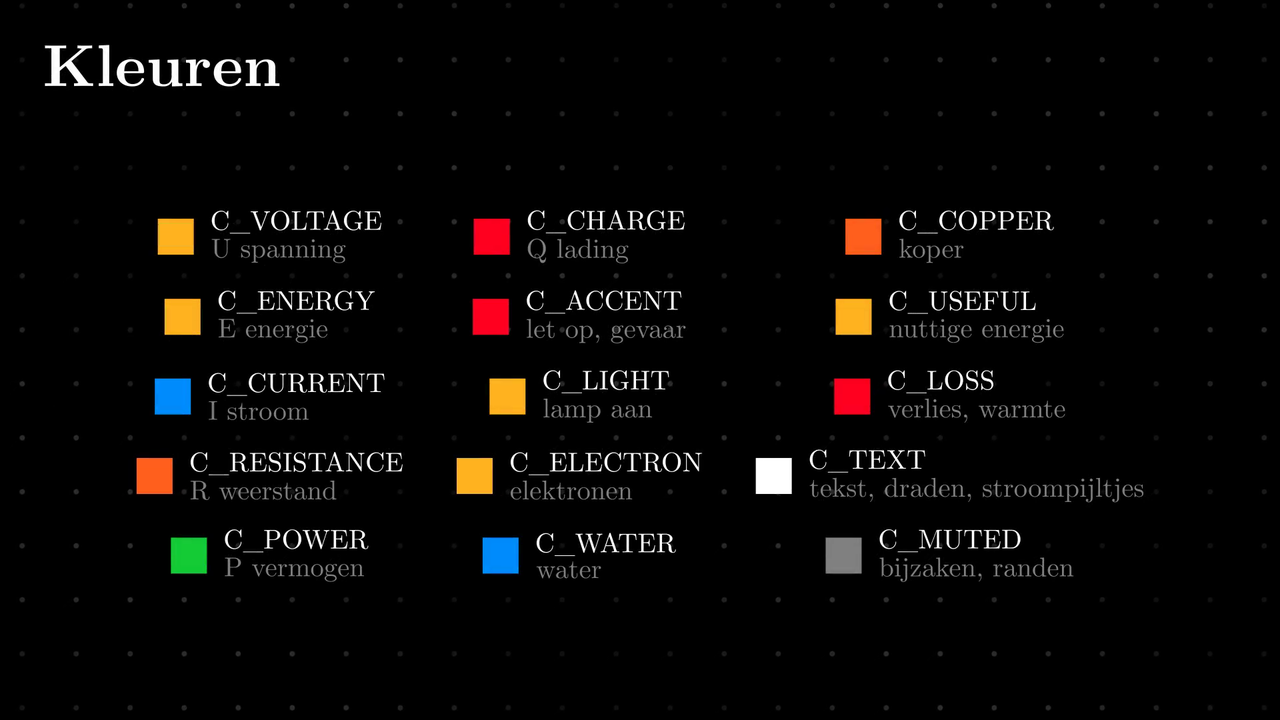 Kleuren
C_VOLTAGE
U spanning
C_ENERGY
E energie
C_CURRENT
I stroom
C_RESISTANCE
R weerstand
C_POWER
P vermogen
C_CHARGE
Q lading
C_ACCENT
let op, gevaar
C_LIGHT
lamp aan
C_ELECTRON
elektronen
C_WATER
water
C_COPPER
koper
C_USEFUL
nuttige energie
C_LOSS
verlies, warmte
C_TEXT
tekst, draden, stroompijltjes
C_MUTED
bijzaken, randen